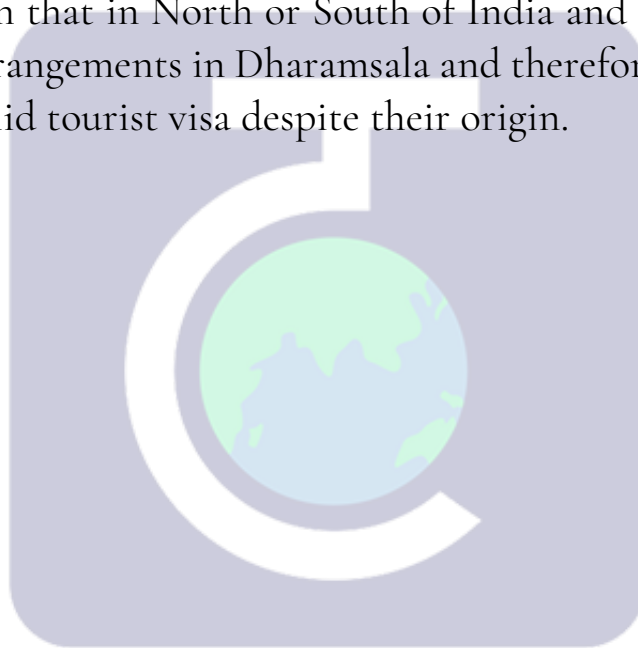 that in North or South of India and
in Dharamsala and
tourist visa despite their origin.